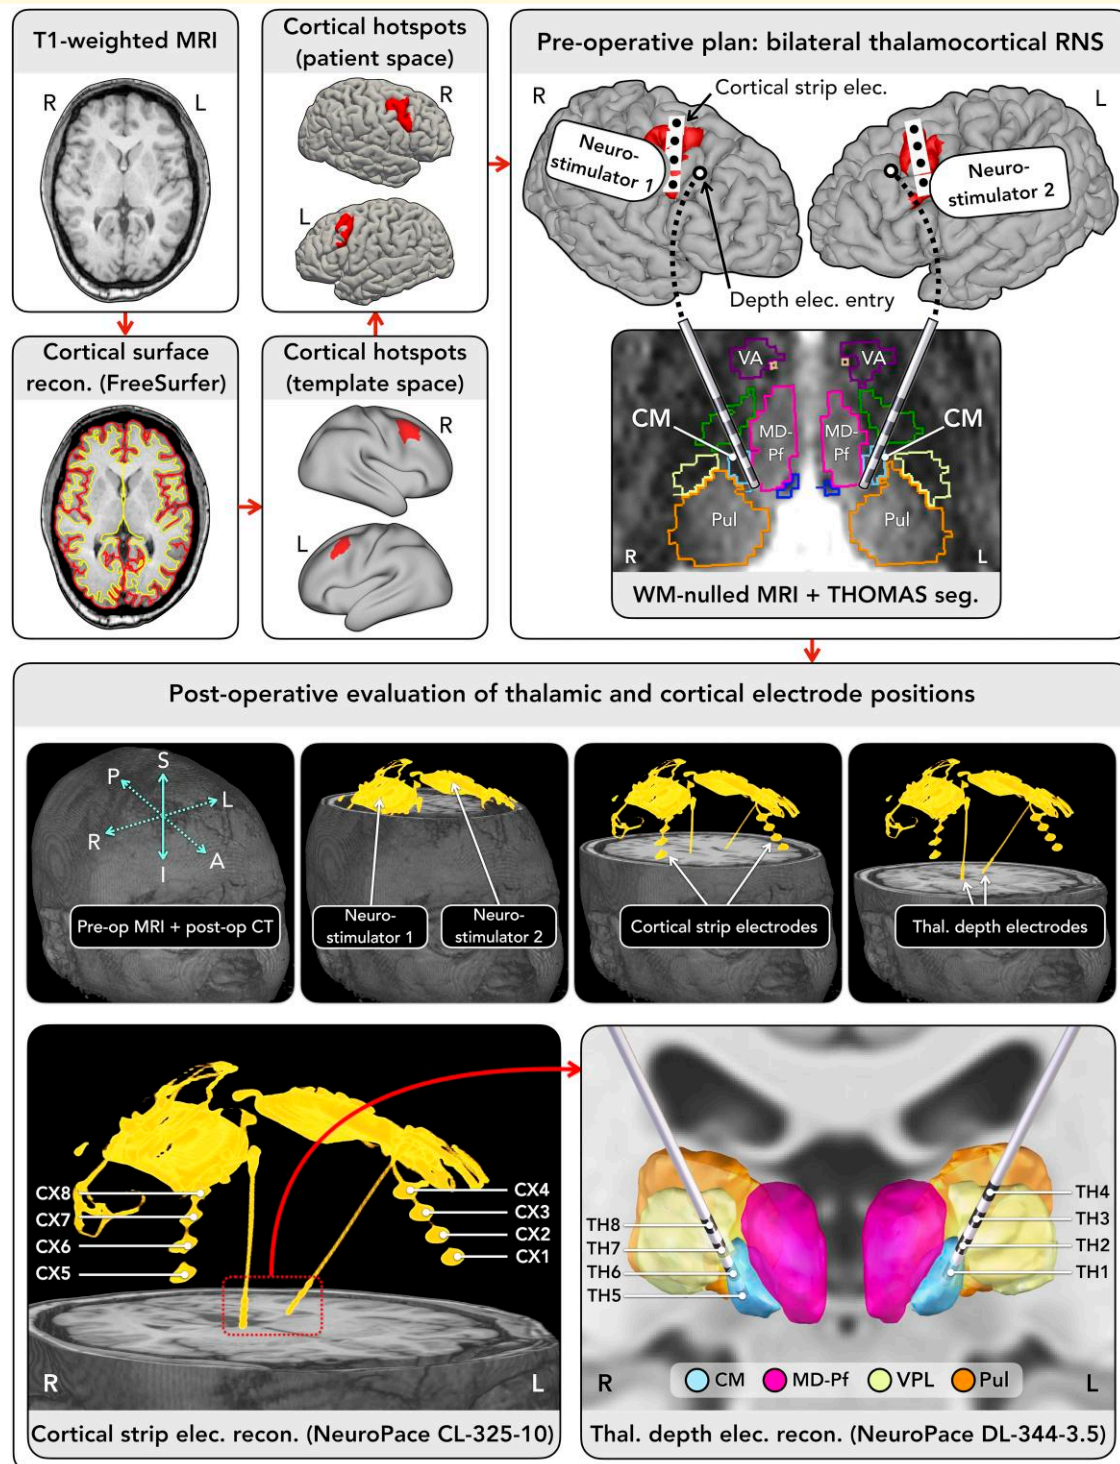 T1-weighted MRI
R
L
Cortical hotspots
(patient space)
R
L
Pre-operative plan: bilateral thalamocortical RNS
R
L
Cortical strip elec.
Neuro-
stimulator 1
Neuro-
stimulator 2
Depth elec. entry
VA
VA
CM
CM
MD-
Pf
MD-
Pf
Pul
Pul
R
L
WM-nulled MRI + THOMAS seg.
Cortical surface
recon. (FreeSurfer)
Cortical hotspots
(template space)
R
L
Post-operative evaluation of thalamic and cortical electrode positions
S
P
L
R
A
I
Pre-op MRI + post-op CT
Neuro-
stimulator 1
Neuro-
stimulator 2
Cortical strip electrodes
Thal. depth electrodes
CX8
CX7
CX6
CX5
CX4
CX3
CX2
CX1
R
L
Cortical strip elec. recon. (NeuroPace CL-325-10)
TH8
TH7
TH6
TH5
TH4
TH3
TH2
TH1
R
CM
MD-Pf
VPL
Pul
L
Thal. depth elec. recon. (NeuroPace DL-344-3.5)